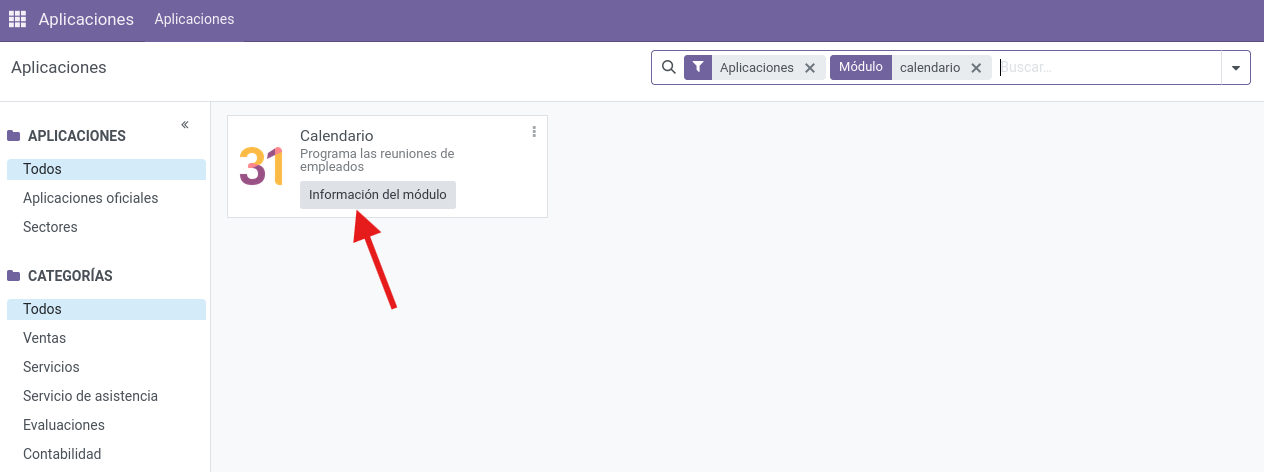 Aplicaciones Aplicaciones
Aplicaciones
Aplicaciones Módulo calendario Buscar...
APLICACIONES
Todos
Aplicaciones oficiales
Sectores
CATEGORÍAS
Todos
Ventas
Servicios
Servicio de asistencia
Evaluaciones
Contabilidad
31
Calendario
Programa las reuniones de
empleados
Información del módulo